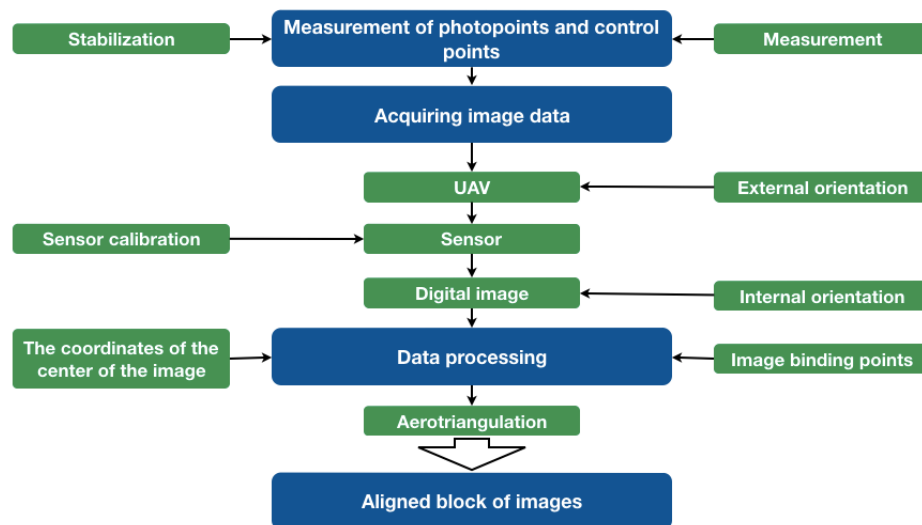 Stabilization
Measurement of photopoints and control
points
Measurement
Acquiring image data
UAV
External orientation
Sensor calibration
Sensor
Digital image
Internal orientation
The coordinates of the
center of the image
Data processing
Image binding points
Aerotriangulation
Aligned block of images